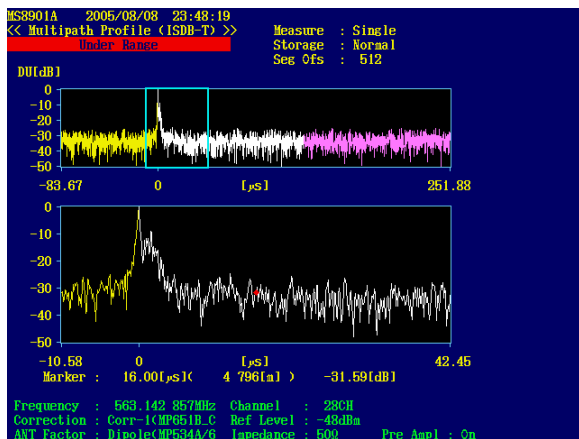 MS8901A 2005/08/08 23:48:19
<< Multipath Profile (ISDB-T) >> Measure : Single
Under Range Storage : Normal
Seg Ofs : 512
DU[dB]
0
-10
-20
-30
-40
-50
-83.67 0 [μs] 251.88
0
-10
-20
-30
-40
-50
-10.58 0 [μs] 42.45
Marker : 16.00[μs]( 4 796[m] ) -31.59[dB]
Frequency : 563.142 857MHz Channel : 28CH
Correction : Corr-1(MP651B_C Ref Level : -48dBm
ANT Factor : Dipole(MP534A/6 Impedance : 50Ω Pre Ampl : On